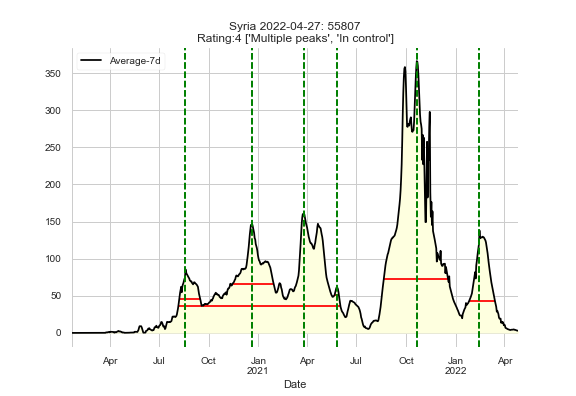 Syria 2022-04-27: 55807
Rating:4 ['Multiple peaks', 'In control']
Average-7d
350
300
250
200
150
100
50
0
Apr Jul Oct Jan Apr Jul Oct Jan Apr
2021 2022
Date